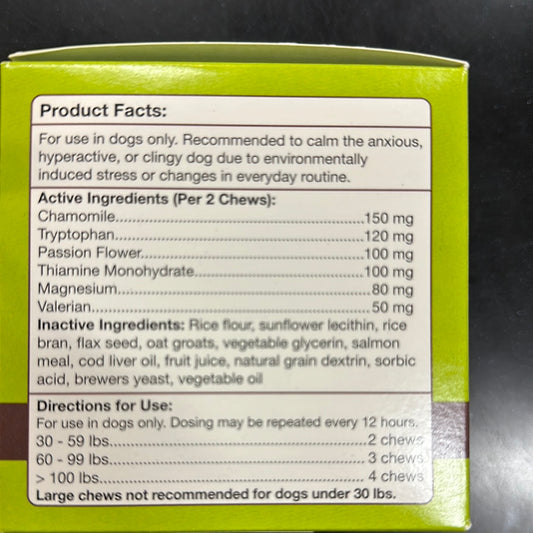 Product Facts:
For use in dogs only. Recommended to calm the anxious,
hyperactive, or clingy dog due to environmentally
induced stress or changes in everyday routine.
Active Ingredients (Per 2 Chews):
Chamomile..........150 mg
Tryptophan..........120 mg
Passion Flower..........100 mg
Thiamine Monohydrate..........100 mg
Magnesium..........80 mg
Valerian..........50 mg
Inactive Ingredients: Rice flour, sunflower lecithin, rice
bran, flax seed, oat groats, vegetable glycerin, salmon
meal, cod liver oil, fruit juice, natural grain dextrin, sorbic
acid, brewers yeast, vegetable oil
Directions for Use:
For use in dogs only. Dosing may be repeated every 12 hours.
30 - 59 lbs..........2 chews
60 - 99 lbs..........3 chews
> 100 lbs..........4 chews
Large chews not recommended for dogs under 30 lbs.